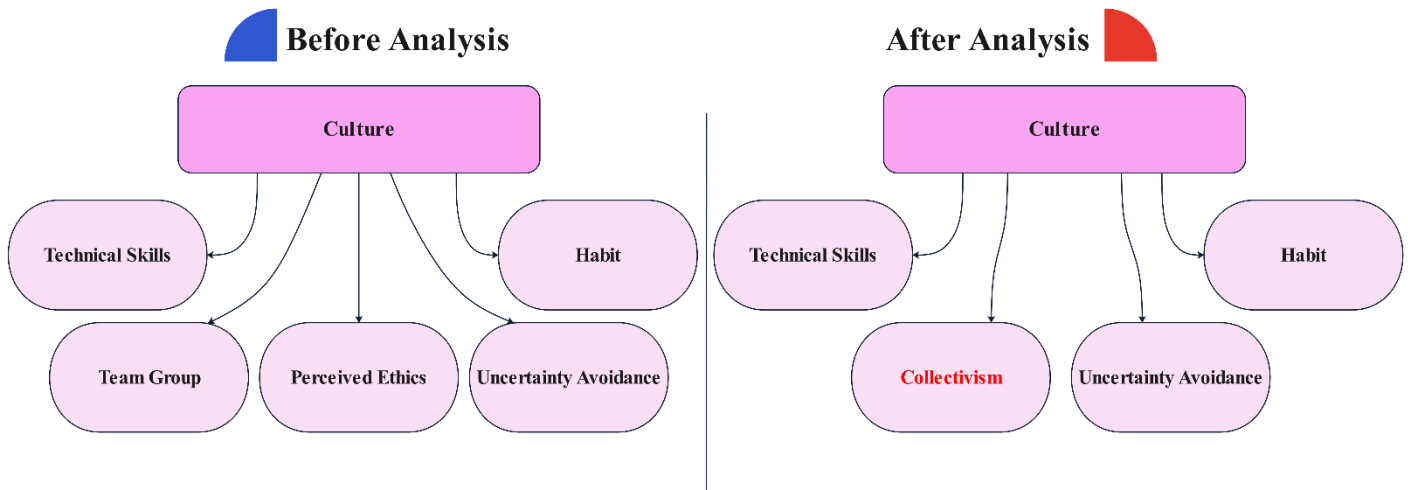 Before Analysis
Culture
Technical Skills
Habit
Team Group
Perceived Ethics
Uncertainty Avoidance
After Analysis
Culture
Technical Skills
Habit
Collectivism
Uncertainty Avoidance